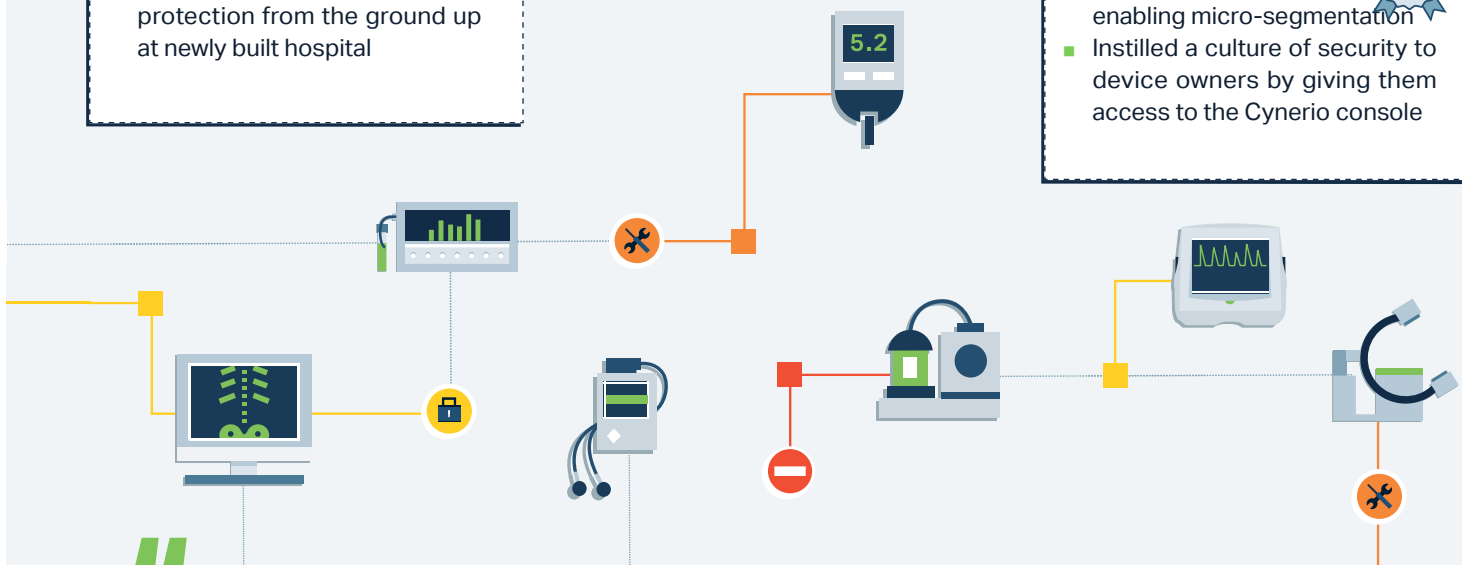 protection from the ground up
at newly built hospital
enabling micro-segmentation
Instilled a culture of security to
device owners by giving them
access to the Cynerio console
5.2